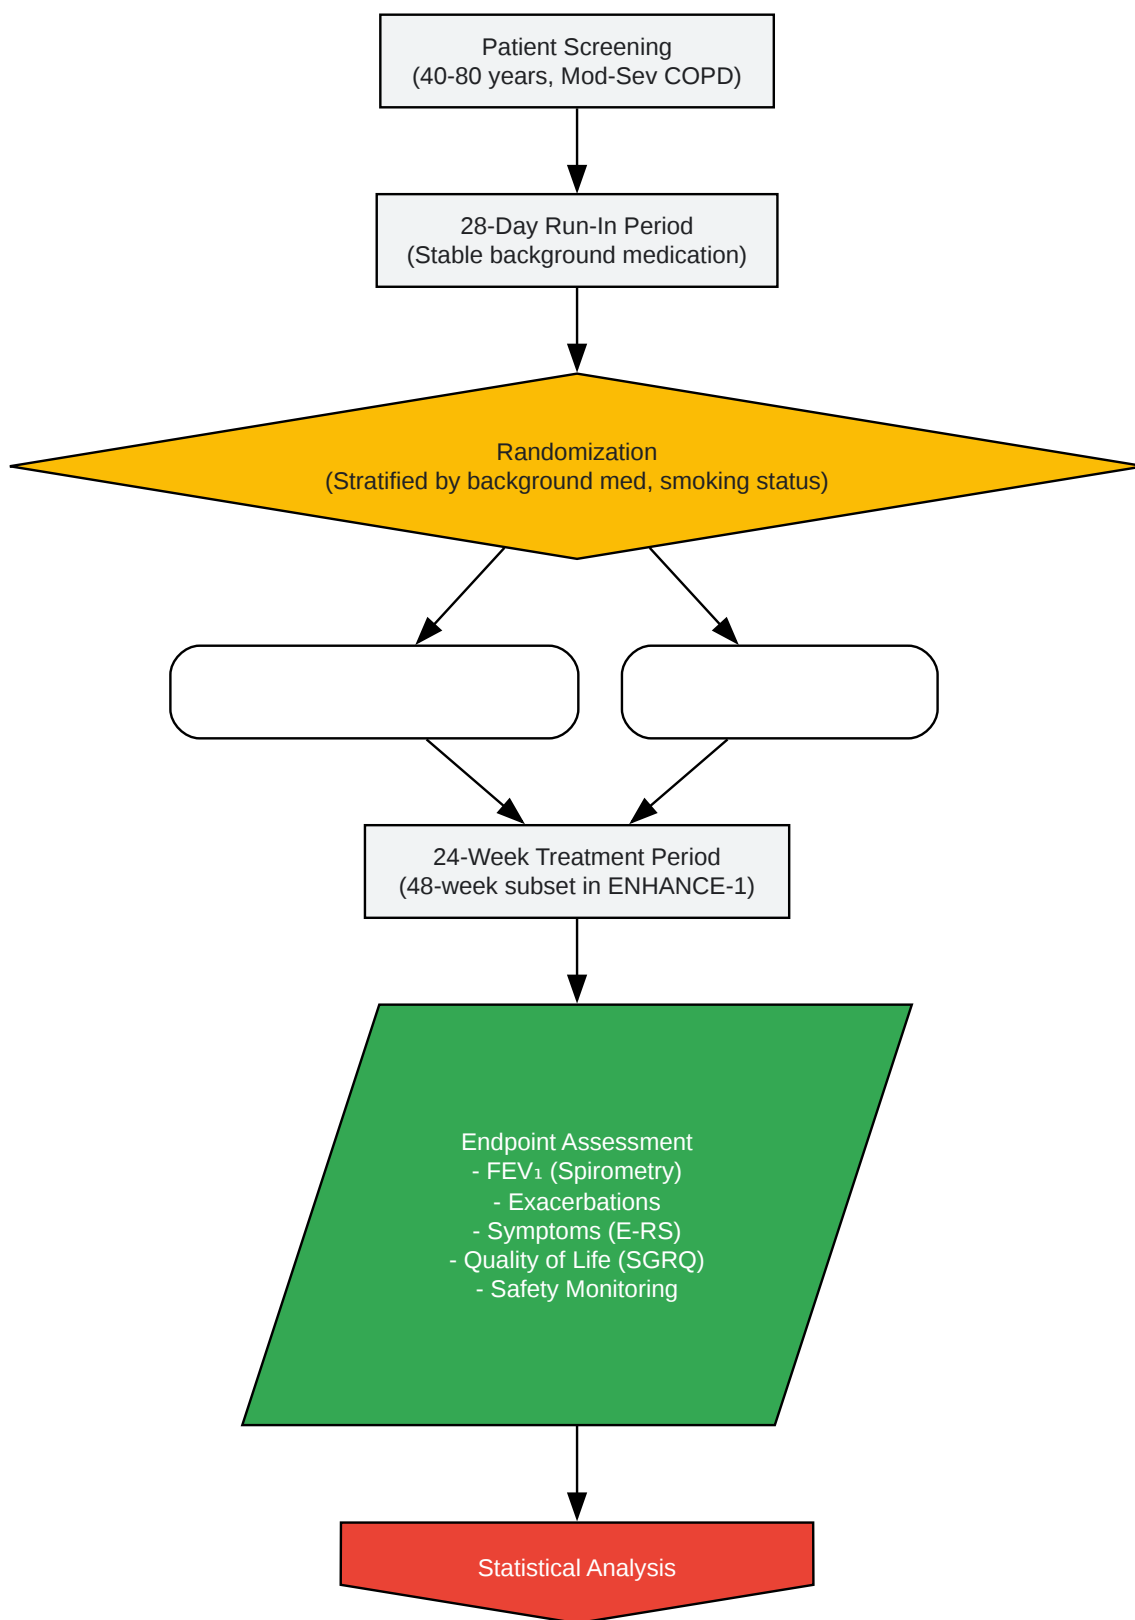 Patient Screening
(40-80 years, Mod-Sev COPD)
28-Day Run-In Period
(Stable background medication)
Randomization
(Stratified by background med, smoking status)
24-Week Treatment Period
(48-week subset in ENHANCE-1)
Endpoint Assessment
- FEV₁ (Spirometry)
- Exacerbations
- Symptoms (E-RS)
- Quality of Life (SGRQ)
- Safety Monitoring
Statistical Analysis